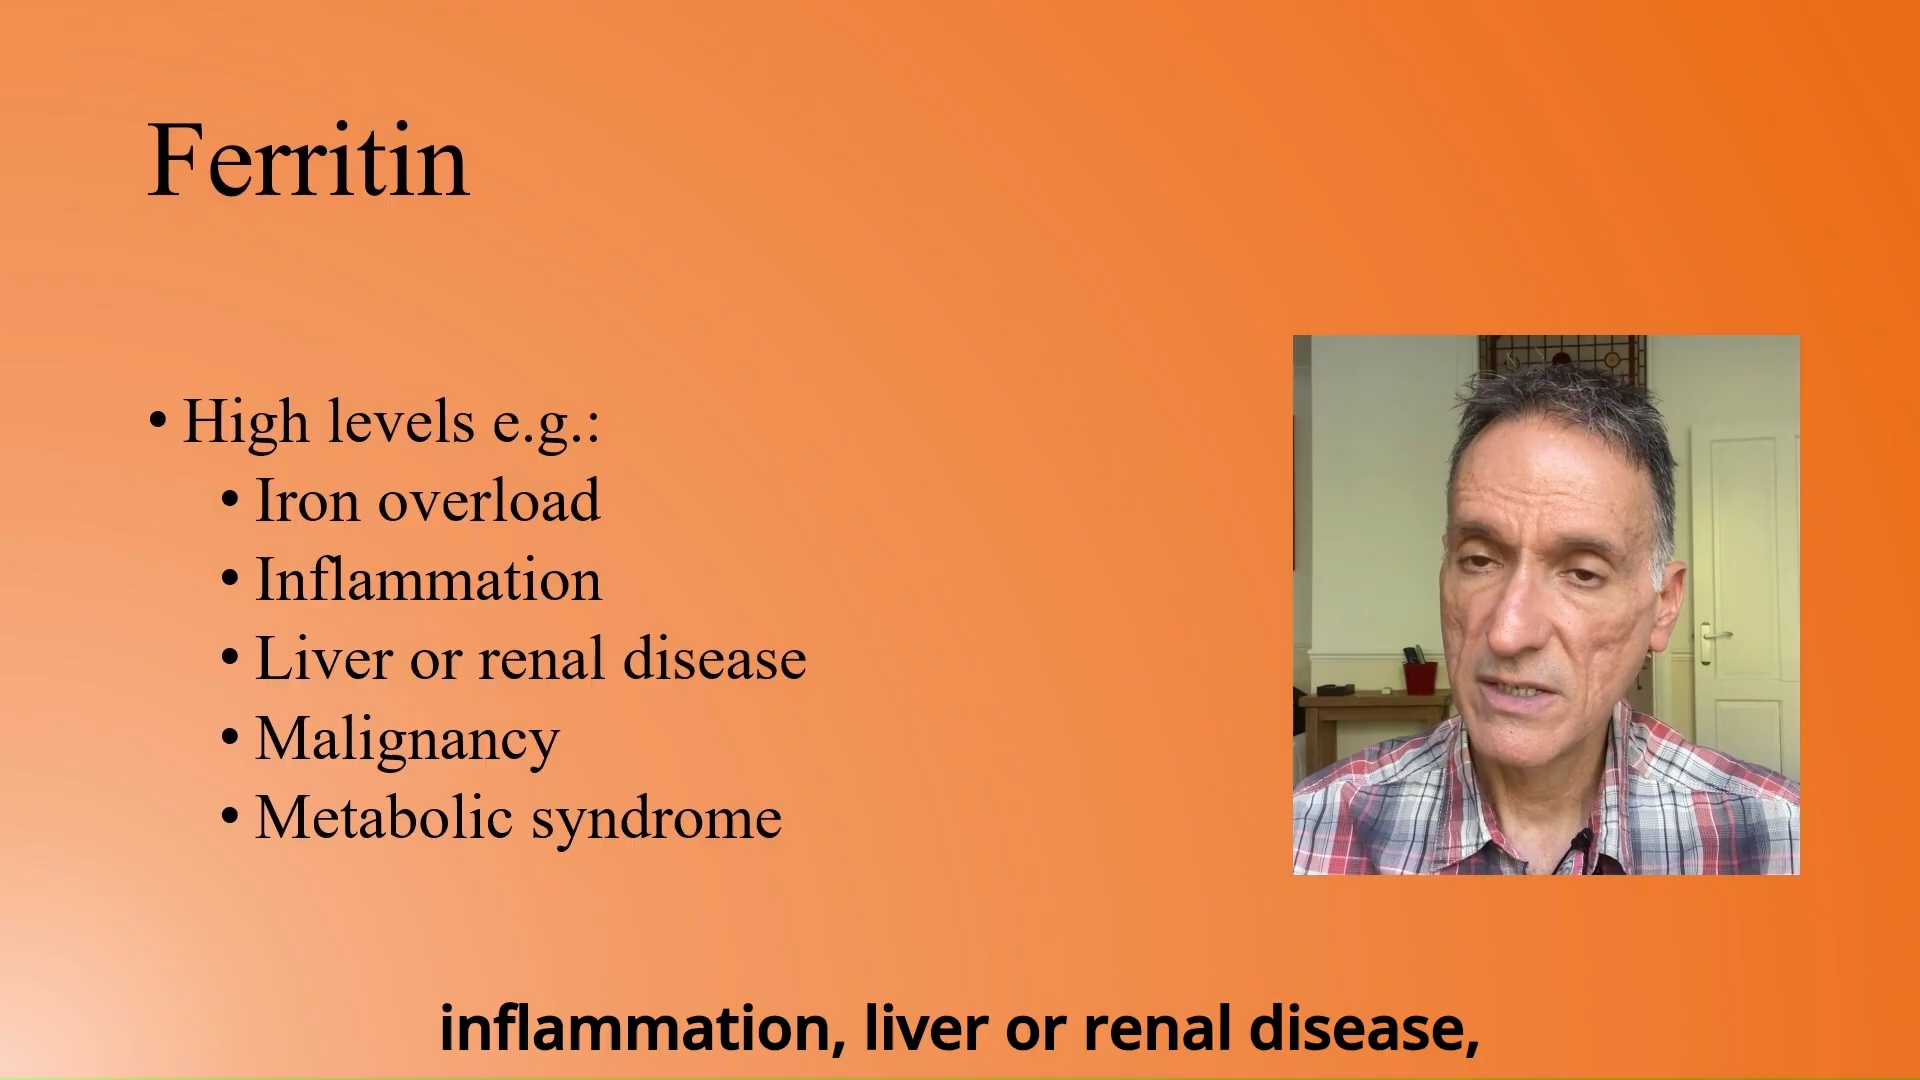 Ferritin
• High levels e.g.:
• Iron overload
• Inflammation
• Liver or renal disease
• Malignancy
• Metabolic syndrome
inflammation, liver or renal disease,